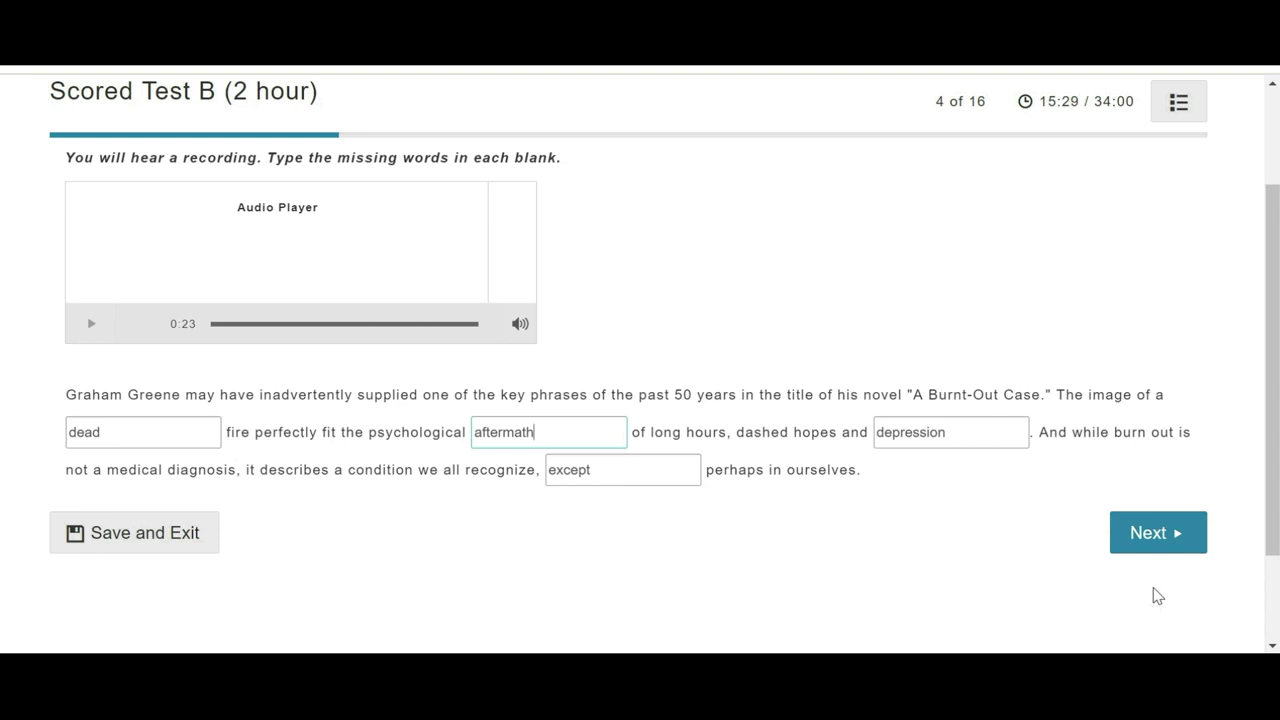 Scored Test B (2 hour)
4 of 16 15:29 / 34:00
You will hear a recording. Type the missing words in each blank.
Audio Player
0:23
Graham Greene may have inadvertently supplied one of the key phrases of the past 50 years in the title of his novel "A Burnt-Out Case." The image of a
dead fire perfectly fit the psychological aftermath of long hours, dashed hopes and depression . And while burn out is
not a medical diagnosis, it describes a condition we all recognize, except perhaps in ourselves.
Save and Exit Next